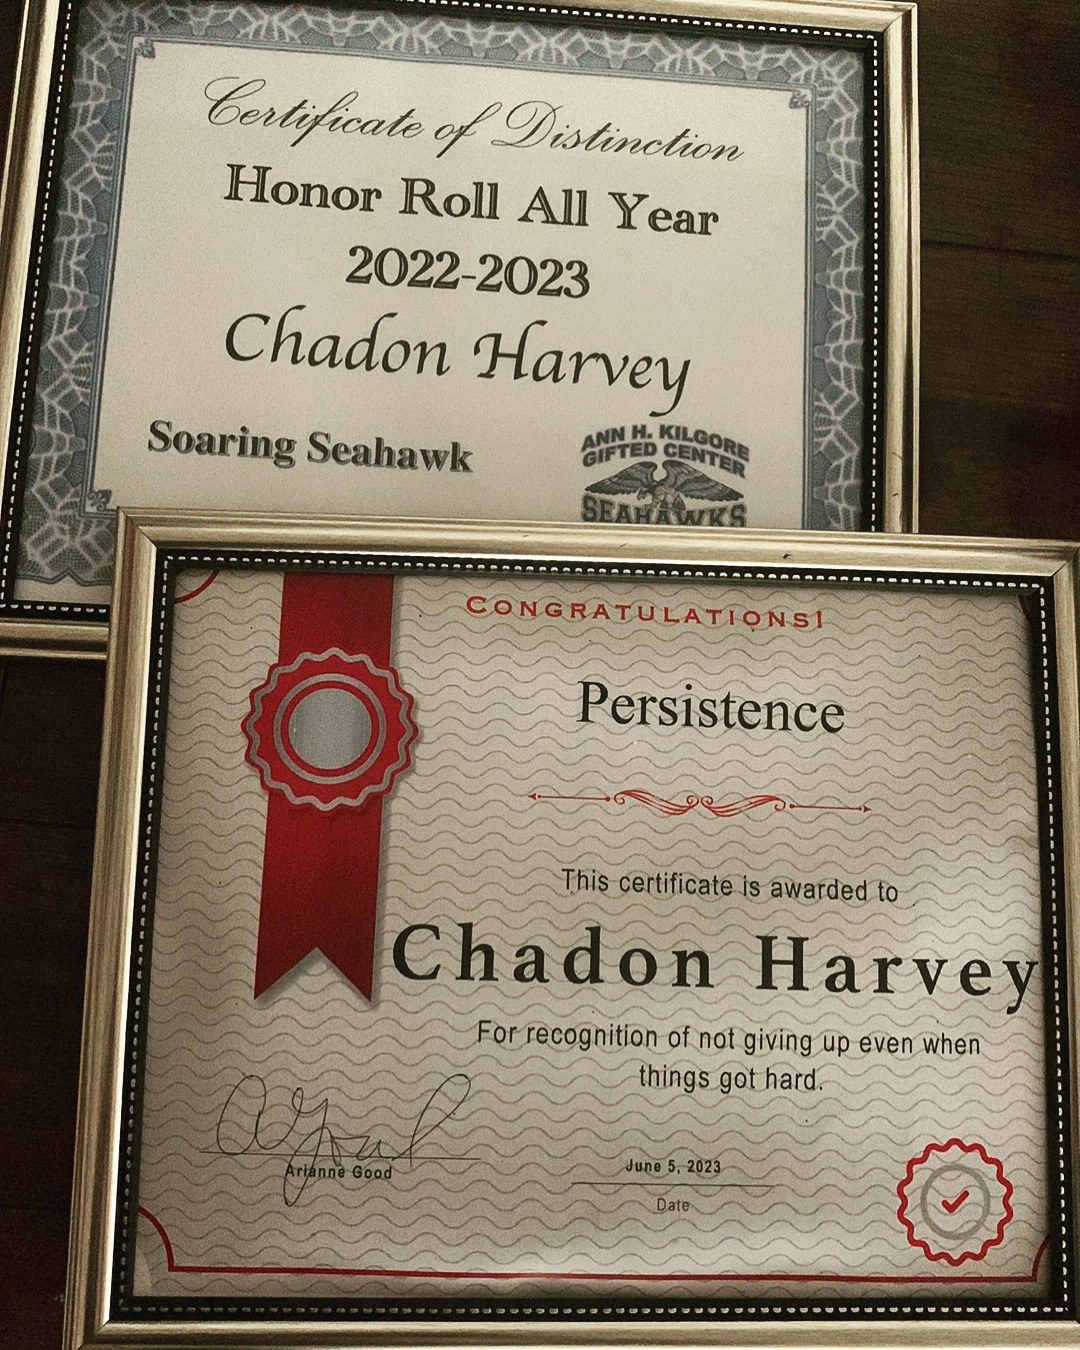 Certificate of Distinction
Honor Roll All Year
2022-2023
Chadon Harvey
Soaring Seahawk
ANN H. KILGORE
GIFTED CENTER
SEAHAWKS
CONGRATULATIONS!
Persistence
This certificate is awarded to
Chadon Harvey
For recognition of not giving up even when
things got hard.
Arianne Good
June 5, 2023
Date